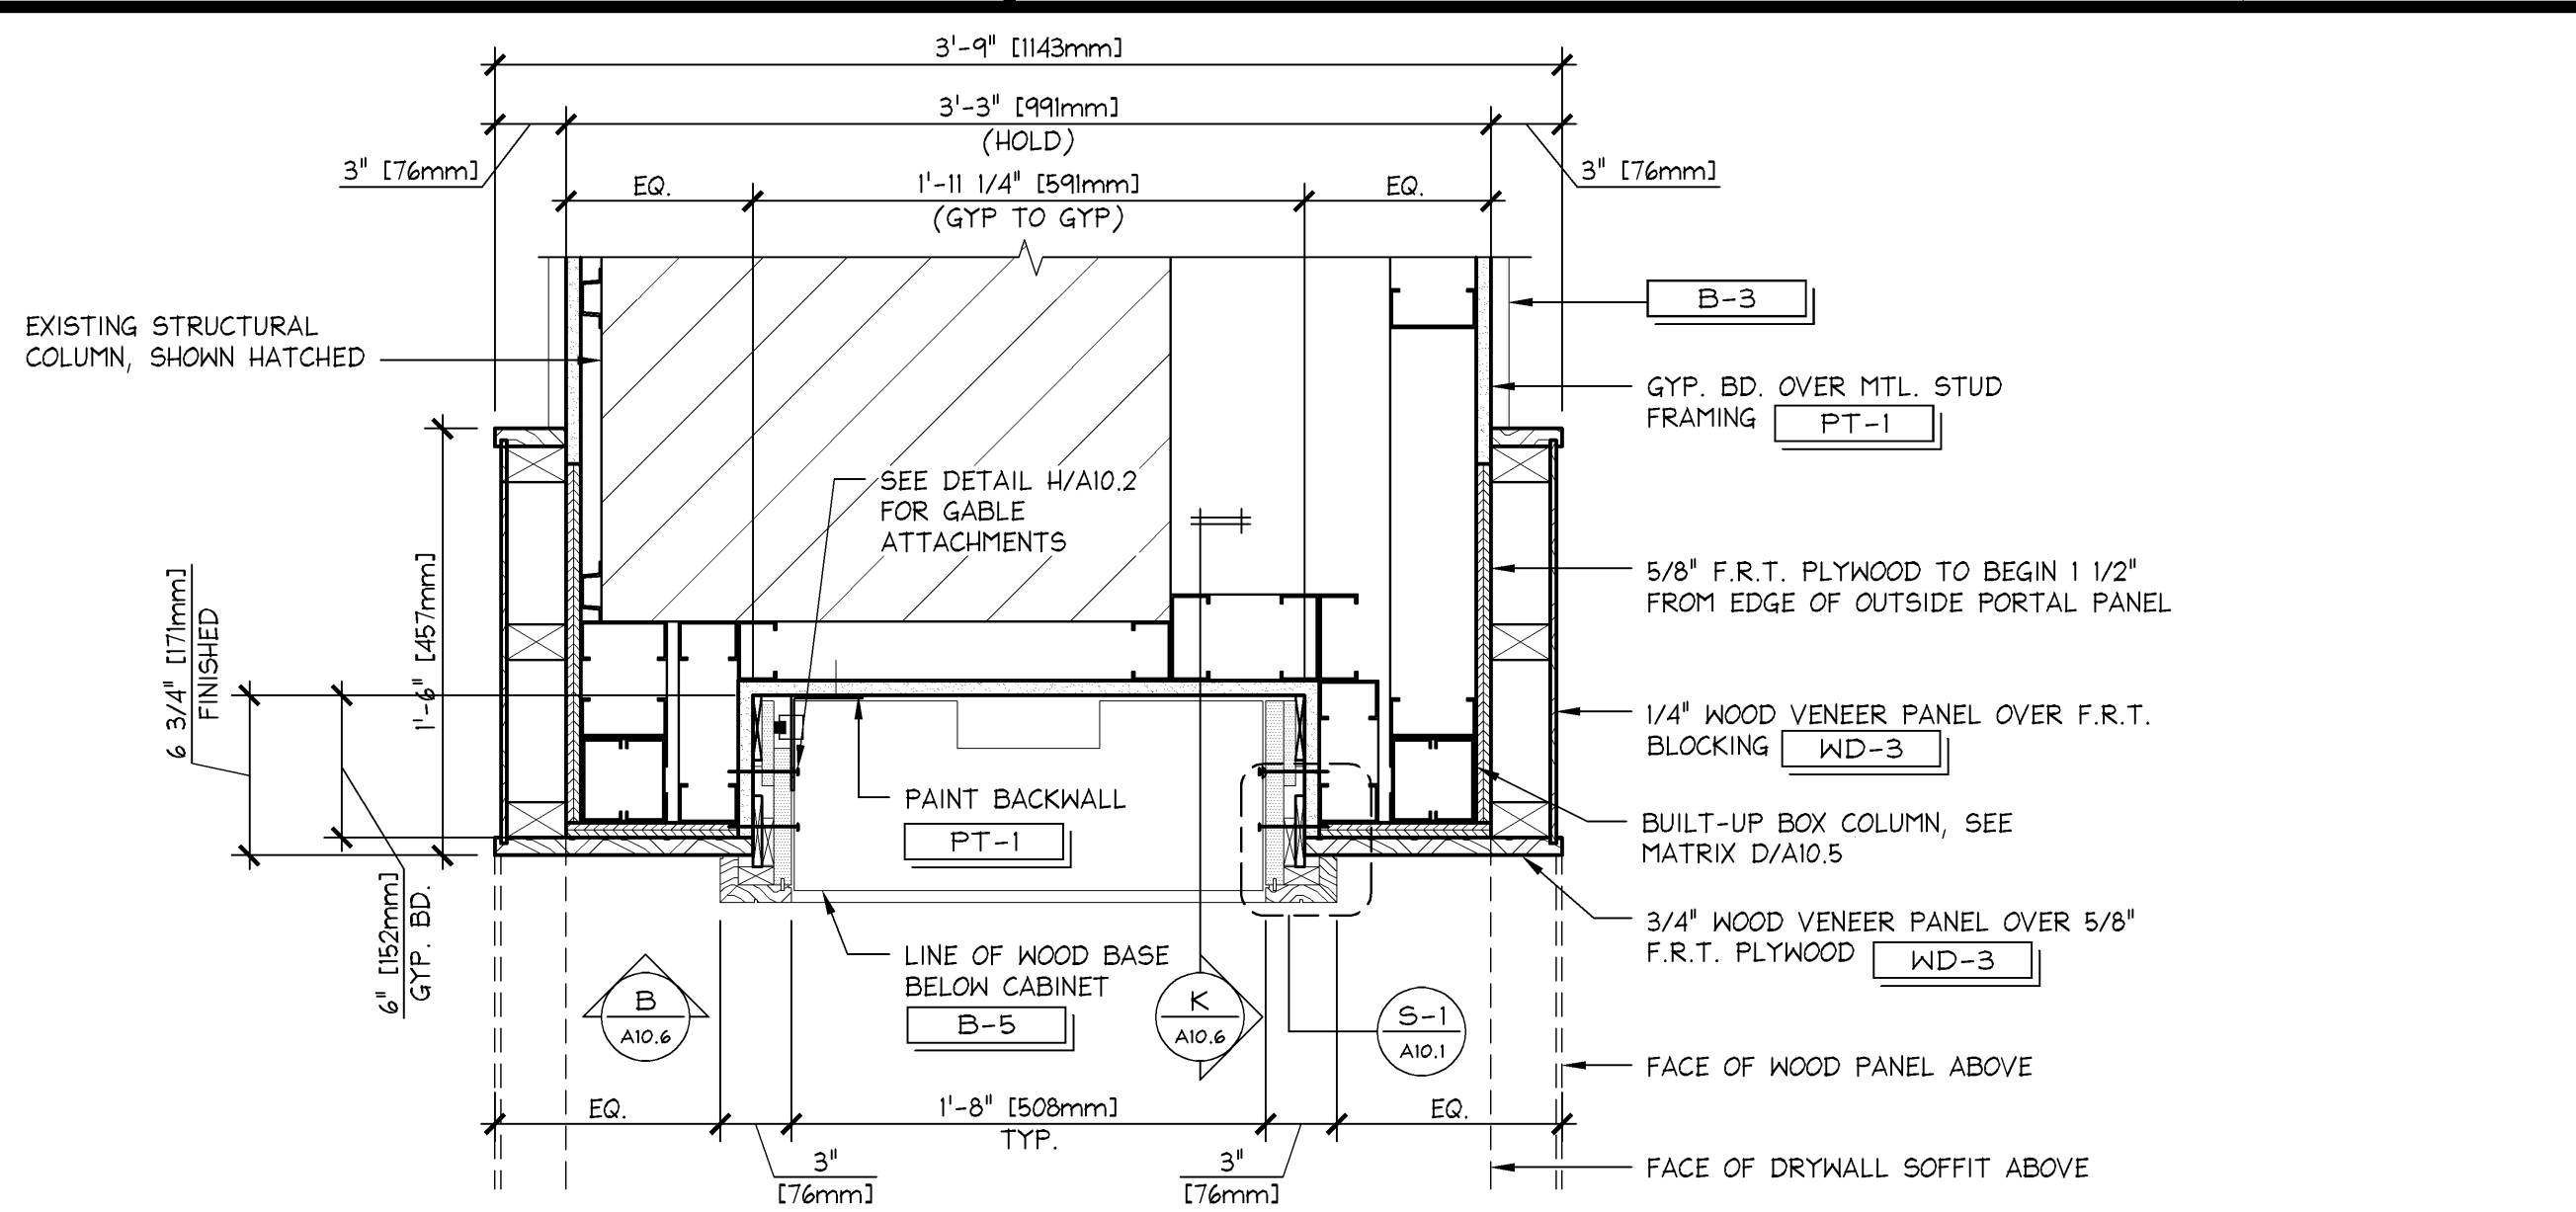 3'-9" [1143mm]
3'-3" [991mm]
(HOLD)
3" [76mm]
3" [76mm]
EQ.
1'-11 1/4" [591mm]
(GYP TO GYP)
EQ.
B-3
EXISTING STRUCTURAL
COLUMN, SHOWN HATCHED
GYP. BD. OVER MTL. STUD
FRAMING PT-1
SEE DETAIL H/A10.2
FOR GABLE
ATTACHMENTS
5/8" F.R.T. PLYWOOD TO BEGIN 1 1/2"
FROM EDGE OF OUTSIDE PORTAL PANEL
6 3/4" [171mm]
FINISHED
1'-6" [457mm]
1/4" WOOD VENEER PANEL OVER F.R.T.
BLOCKING WD-3
PAINT BACKWALL
PT-1
BUILT-UP BOX COLUMN, SEE
MATRIX D/A10.5
6" [152mm]
GYP. BD.
3/4" WOOD VENEER PANEL OVER 5/8"
F.R.T. PLYWOOD WD-3
LINE OF WOOD BASE
BELOW CABINET
B-5
B
A10.6
K
A10.6
S-1
A10.1
FACE OF WOOD PANEL ABOVE
EQ.
1'-8" [508mm]
TYP.
EQ.
3"
[76mm]
3"
[76mm]
FACE OF DRYWALL SOFFIT ABOVE